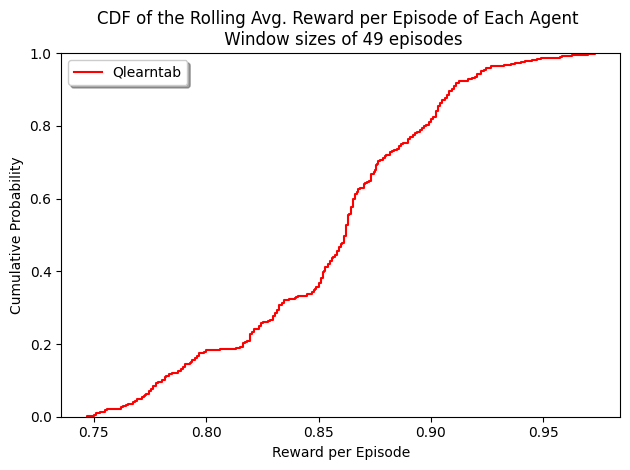 CDF of the Rolling Avg. Reward per Episode of Each Agent
Window sizes of 49 episodes
Qlearntab
Cumulative Probability
1.0
0.8
0.6
0.4
0.2
0.0
0.75
0.80
0.85
0.90
0.95
Reward per Episode